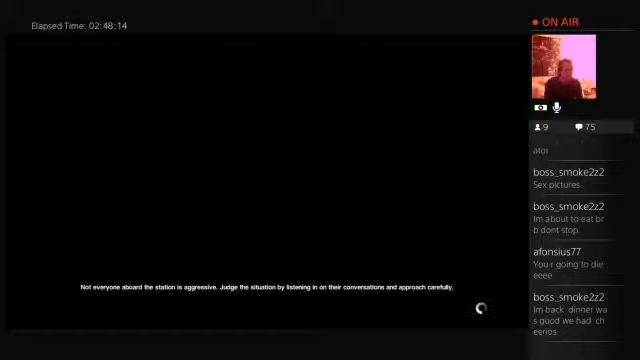 Elapsed Time: 02:48:14
ON AIR
9
75
boss_smoke2z2
Sex pictures
boss_smoke2z2
Im about to eat br
b dont stop.
afonsius77
You r going to die
eeee
boss_smoke2z2
Im back dinner wa
s good we had ch
eerios
Not everyone aboard the station is aggressive. Judge the situation by listening in on their conversations and approach carefully.